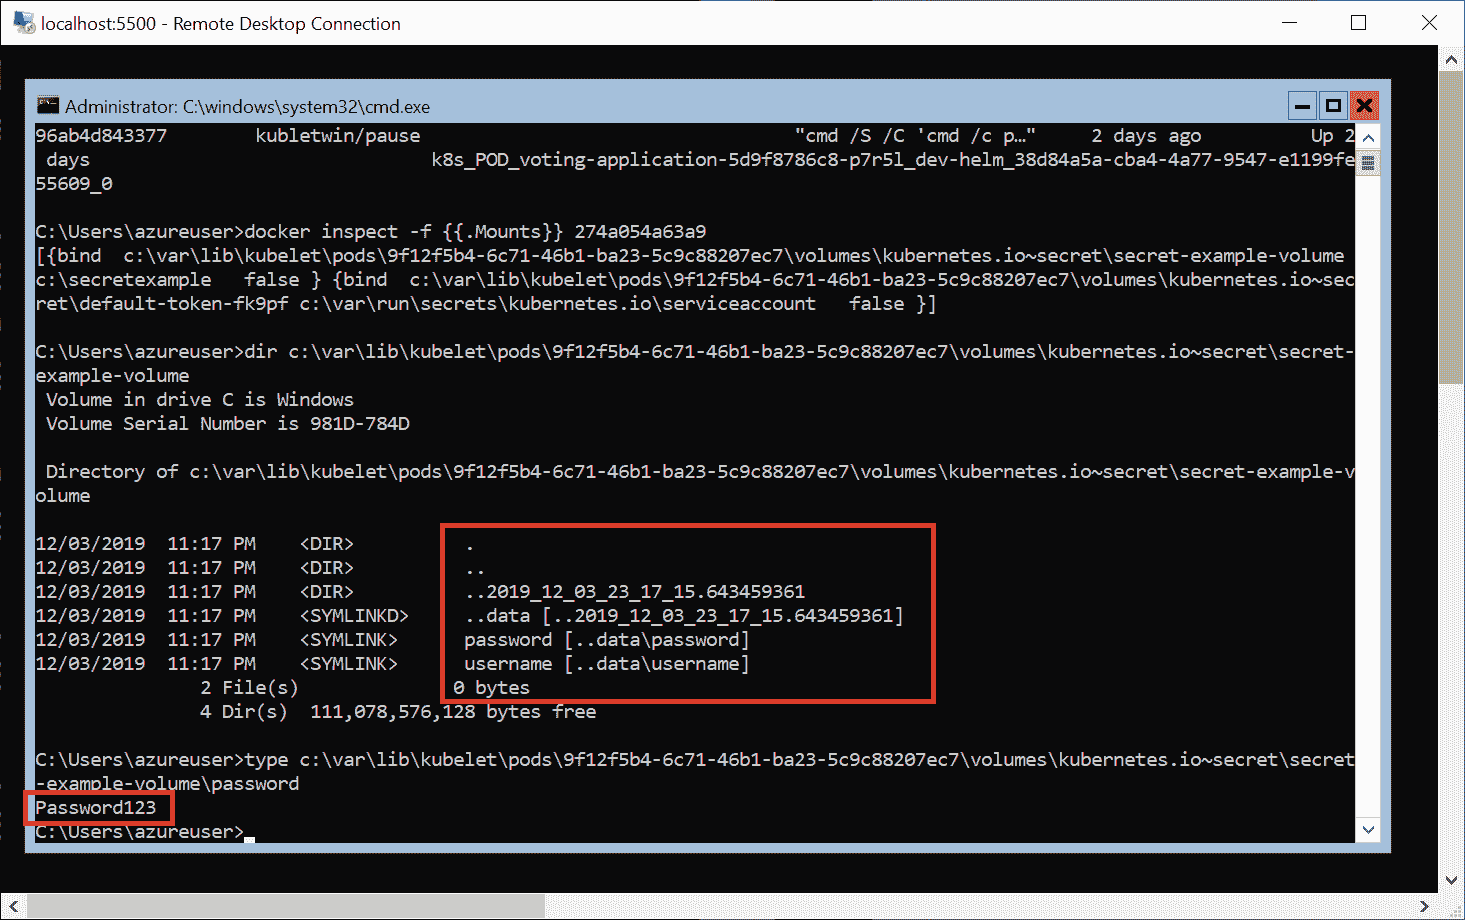 localhost:5500 - Remote Desktop Connection
Administrator: C:\windows\system32\cmd.exe
96ab4d843377        kubletwin/pause                                  "cmd /S /C 'cmd /c p…"     2 days ago          Up 2
 days                               k8s_POD_voting-application-5d9f8786c8-p7r5l_dev-helm_38d84a5a-cba4-4a77-9547-e1199fe
55609_0
C:\Users\azureuser>docker inspect -f {{.Mounts}} 274a054a63a9
[{bind  c:\var\lib\kubelet\pods\9f12f5b4-6c71-46b1-ba23-5c9c88207ec7\volumes\kubernetes.io~secret\secret-example-volume
c:\secretexample   false } {bind  c:\var\lib\kubelet\pods\9f12f5b4-6c71-46b1-ba23-5c9c88207ec7\volumes\kubernetes.io~sec
ret\default-token-fk9pf c:\var\run\secrets\kubernetes.io\serviceaccount   false }]
C:\Users\azureuser>dir c:\var\lib\kubelet\pods\9f12f5b4-6c71-46b1-ba23-5c9c88207ec7\volumes\kubernetes.io~secret\secret-
example-volume
 Volume in drive C is Windows
 Volume Serial Number is 981D-784D
 Directory of c:\var\lib\kubelet\pods\9f12f5b4-6c71-46b1-ba23-5c9c88207ec7\volumes\kubernetes.io~secret\secret-example-v
olume
12/03/2019  11:17 PM    <DIR>          .
12/03/2019  11:17 PM    <DIR>          ..
12/03/2019  11:17 PM    <DIR>          ..2019_12_03_23_17_15.643459361
12/03/2019  11:17 PM    <SYMLINKD>     ..data [..2019_12_03_23_17_15.643459361]
12/03/2019  11:17 PM    <SYMLINK>      password [..data\password]
12/03/2019  11:17 PM    <SYMLINK>      username [..data\username]
               2 File(s)              0 bytes
               4 Dir(s)  111,078,576,128 bytes free
C:\Users\azureuser>type c:\var\lib\kubelet\pods\9f12f5b4-6c71-46b1-ba23-5c9c88207ec7\volumes\kubernetes.io~secret\secret
-example-volume\password
Password123
C:\Users\azureuser>